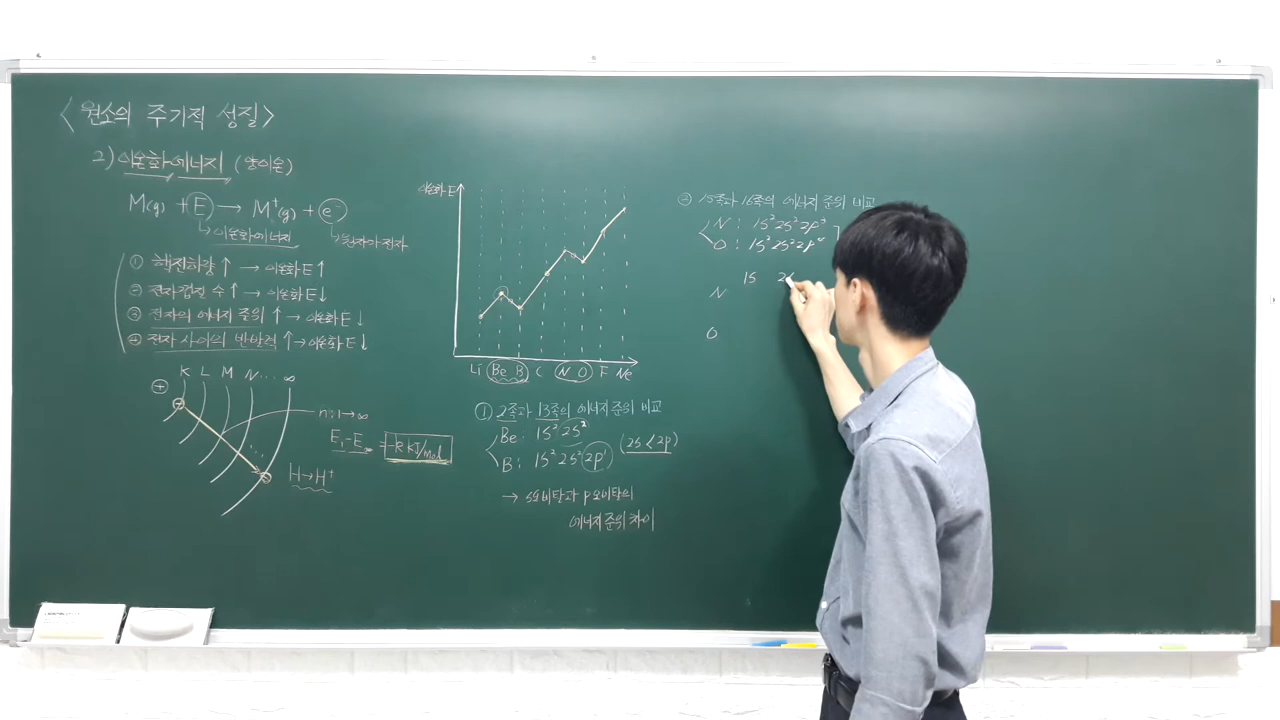 <원소의 주기적 성질>
2) 이온화 에너지 (양이온)
M(g) + E → M⁺(g) + e⁻
↳ 이온화 에너지
↳ 원자가 전자
① 핵전하량 ↑ → 이온화 E ↑
② 전자껍질 수 ↑ → 이온화 E ↓
③ 전자의 에너지 준위 ↑ → 이온화 E ↓
④ 전자 사이의 반발력 ↑ → 이온화 E ↓
K L M N ... ∞
n: 1→∞
E₁-E∞ = -k kJ/mol
H→H⁺
이온화 E
Li Be B C N O F Ne
① 2족과 13족의 에너지 준위 비교
Be: 1s² 2s²
B: 1s² 2s² 2p¹ (2s < 2p)
→ s오비탈과 p오비탈의
에너지 준위 차이
② 15족과 16족의 에너지 준위 비교
N: 1s² 2s² 2p³
O: 1s² 2s² 2p⁴
1s
N
O